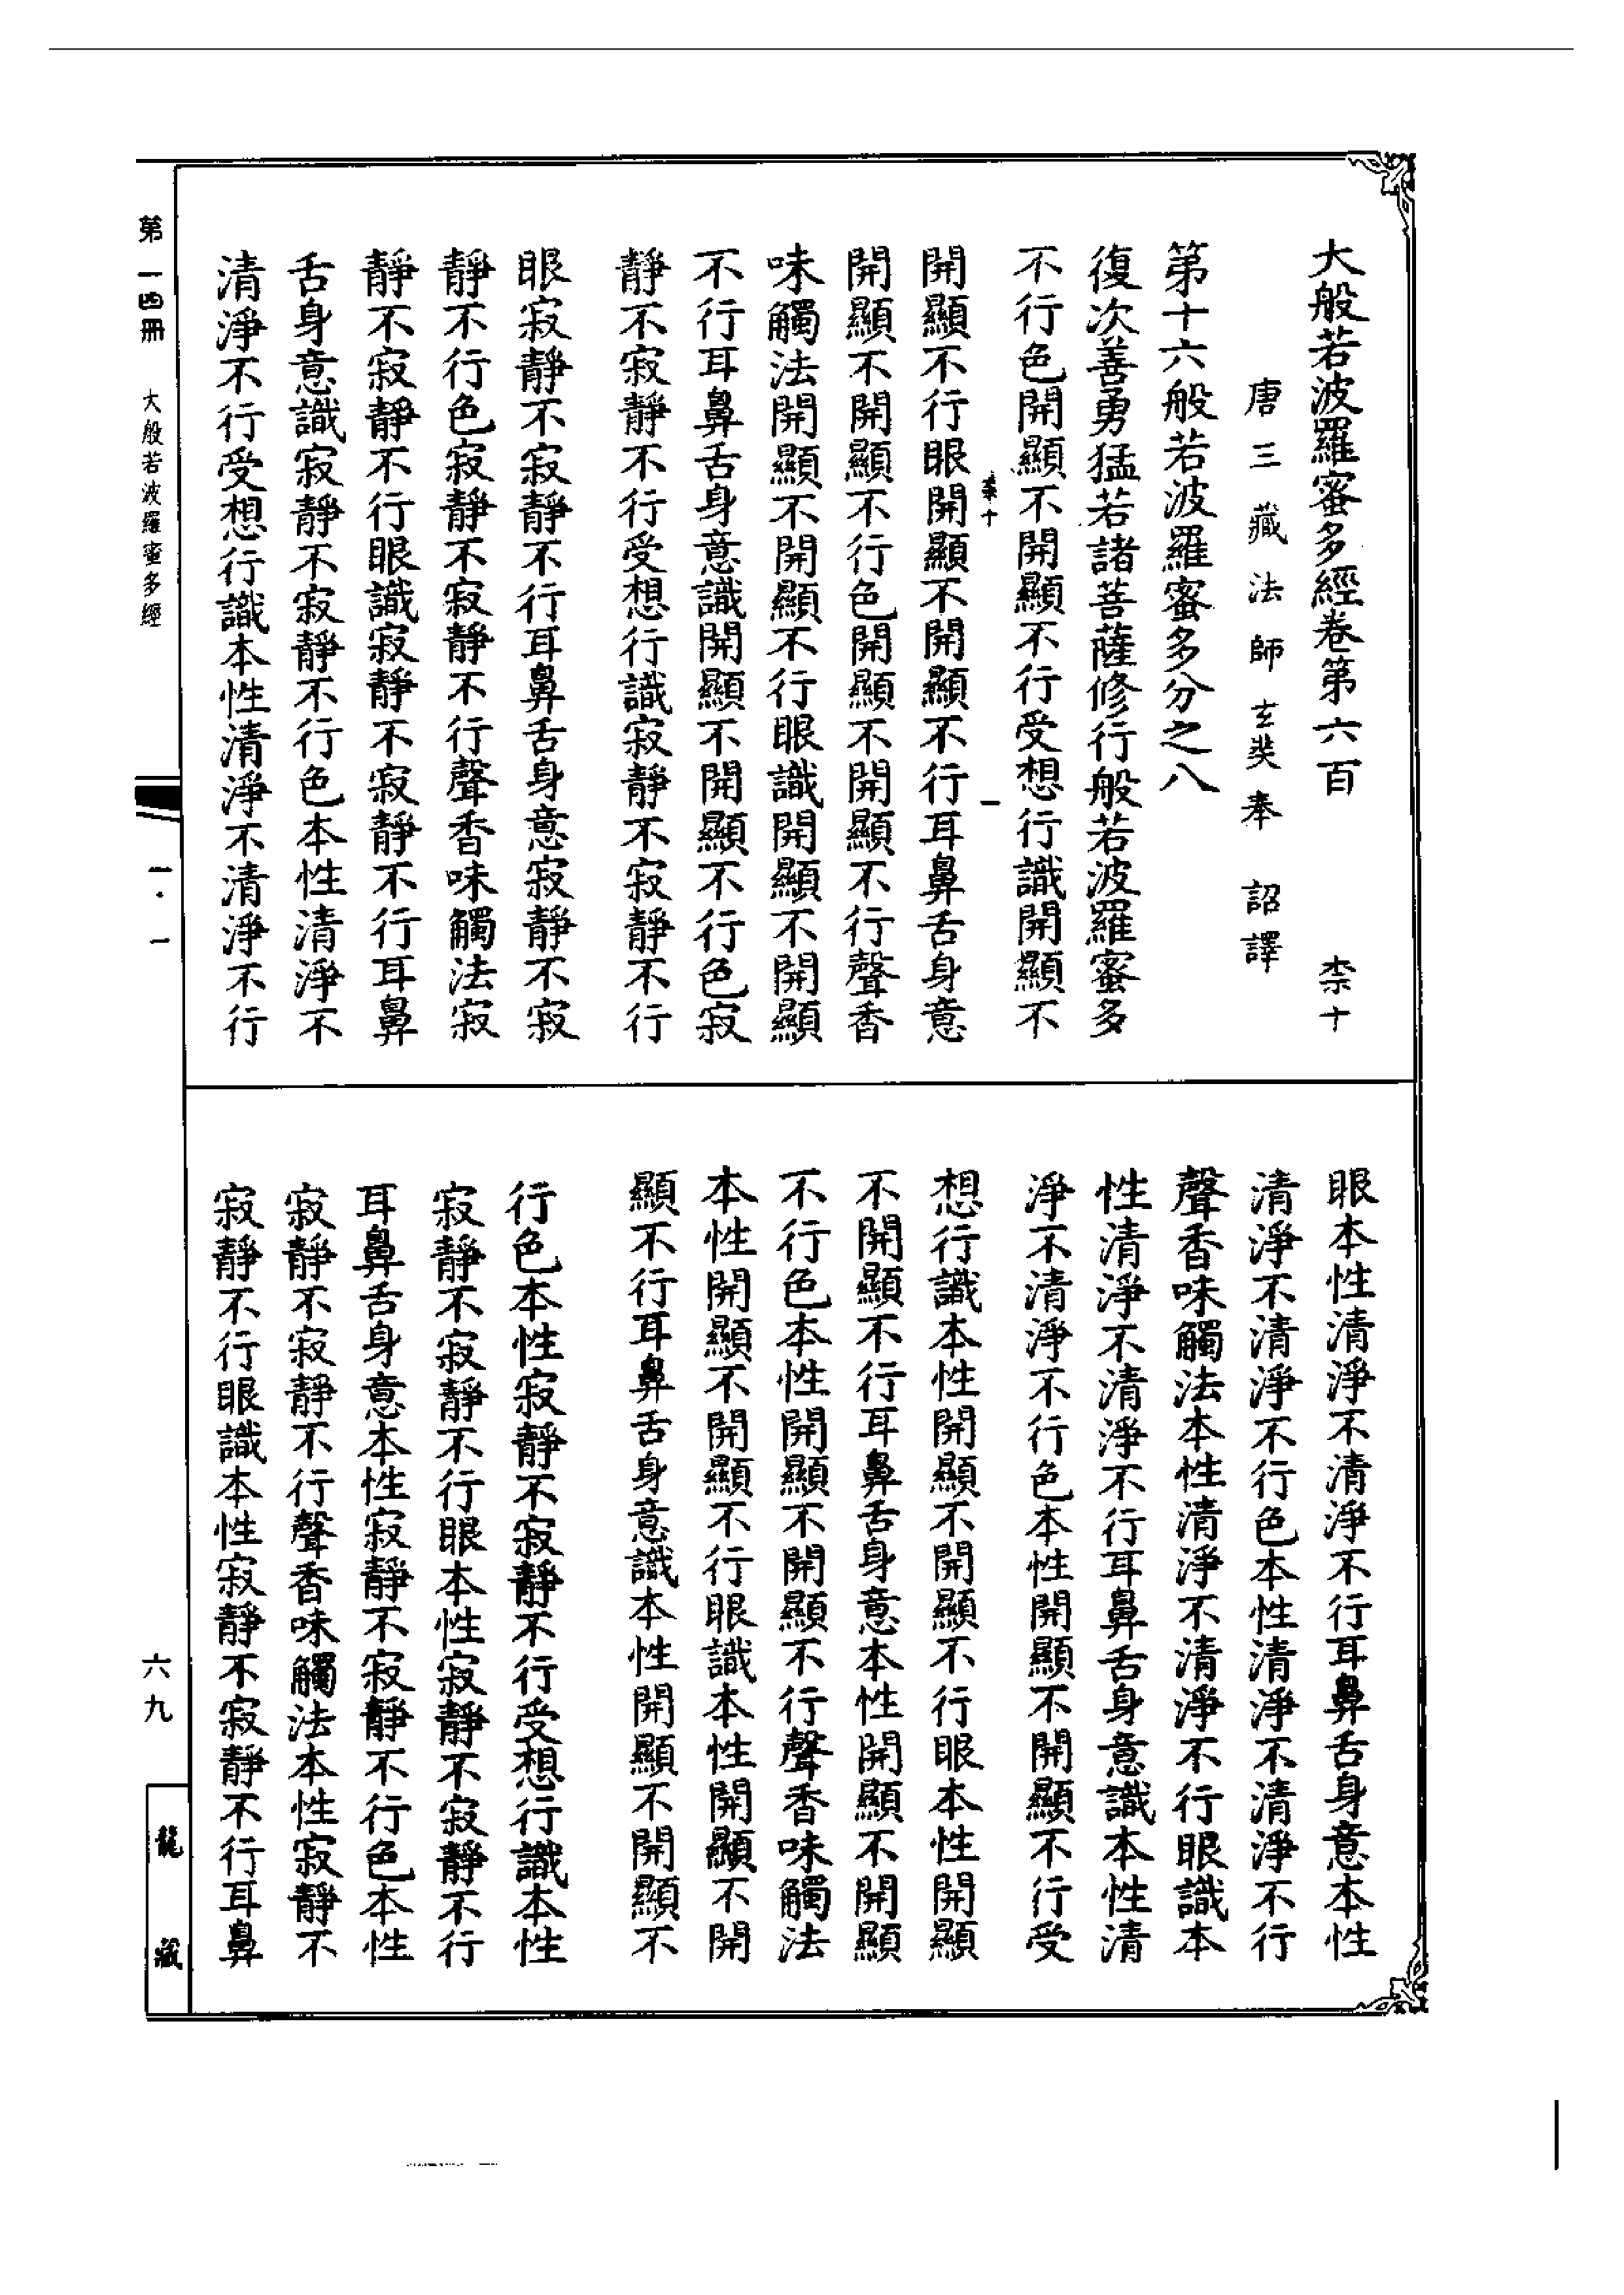 大般若波羅蜜多經卷第六百　柰十
唐三藏法師玄奘奉　詔譯
第十六般若波羅蜜多分之八
復次善勇猛若諸菩薩修行般若波羅蜜多
不行色開顯不開顯不行受想行識開顯不
柰十　一
開顯不行眼開顯不開顯不行耳鼻舌身意
開顯不開顯不行色開顯不開顯不行聲香
味觸法開顯不開顯不行眼識開顯不開顯
不行耳鼻舌身意識開顯不開顯不行色寂
靜不寂靜不行受想行識寂靜不寂靜不行
眼寂靜不寂靜不行耳鼻舌身意寂靜不寂
靜不行色寂靜不寂靜不行聲香味觸法寂
靜不寂靜不行眼識寂靜不寂靜不行耳鼻
舌身意識寂靜不寂靜不行色本性清淨不
清淨不行受想行識本性清淨不清淨不行
眼本性清淨不清淨不行耳鼻舌身意本性
清淨不清淨不行色本性清淨不清淨不行
聲香味觸法本性清淨不清淨不行眼識本
性清淨不清淨不行耳鼻舌身意識本性清
淨不清淨不行色本性開顯不開顯不行受
想行識本性開顯不開顯不行眼本性開顯
不開顯不行耳鼻舌身意本性開顯不開顯
不行色本性開顯不開顯不行聲香味觸法
本性開顯不開顯不行眼識本性開顯不開
顯不行耳鼻舌身意識本性開顯不開顯不
行色本性寂靜不寂靜不行受想行識本性
寂靜不寂靜不行眼本性寂靜不寂靜不行
耳鼻舌身意本性寂靜不寂靜不行色本性
寂靜不寂靜不行聲香味觸法本性寂靜不
寂靜不行眼識本性寂靜不寂靜不行耳鼻
第一四冊　大般若波羅蜜多經　一·一　六九
龍藏